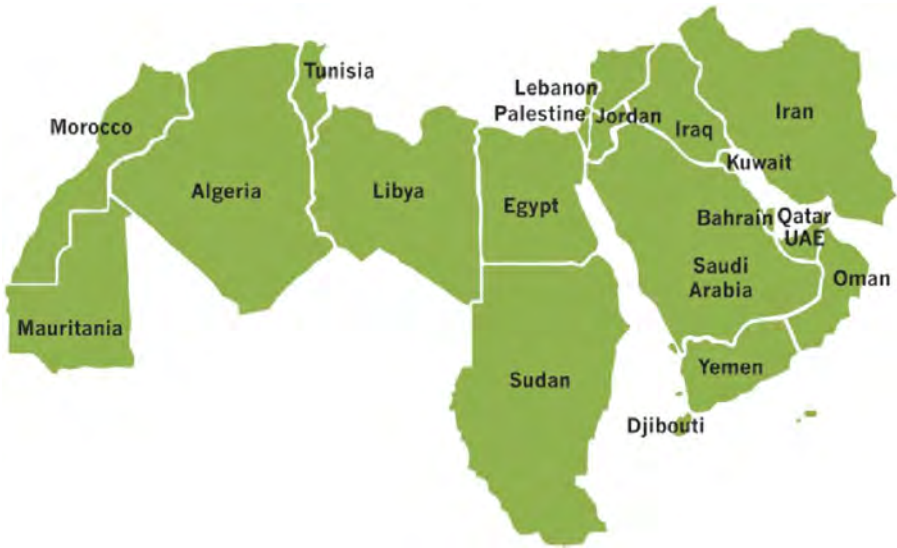 Tunisia
Lebanon
Palestine
Jordan
Morocco
Iraq
Iran
Kuwait
Algeria
Libya
Egypt
Bahrain
Qatar
UAE
Saudi
Arabia
Oman
Mauritania
Sudan
Yemen
Djibouti